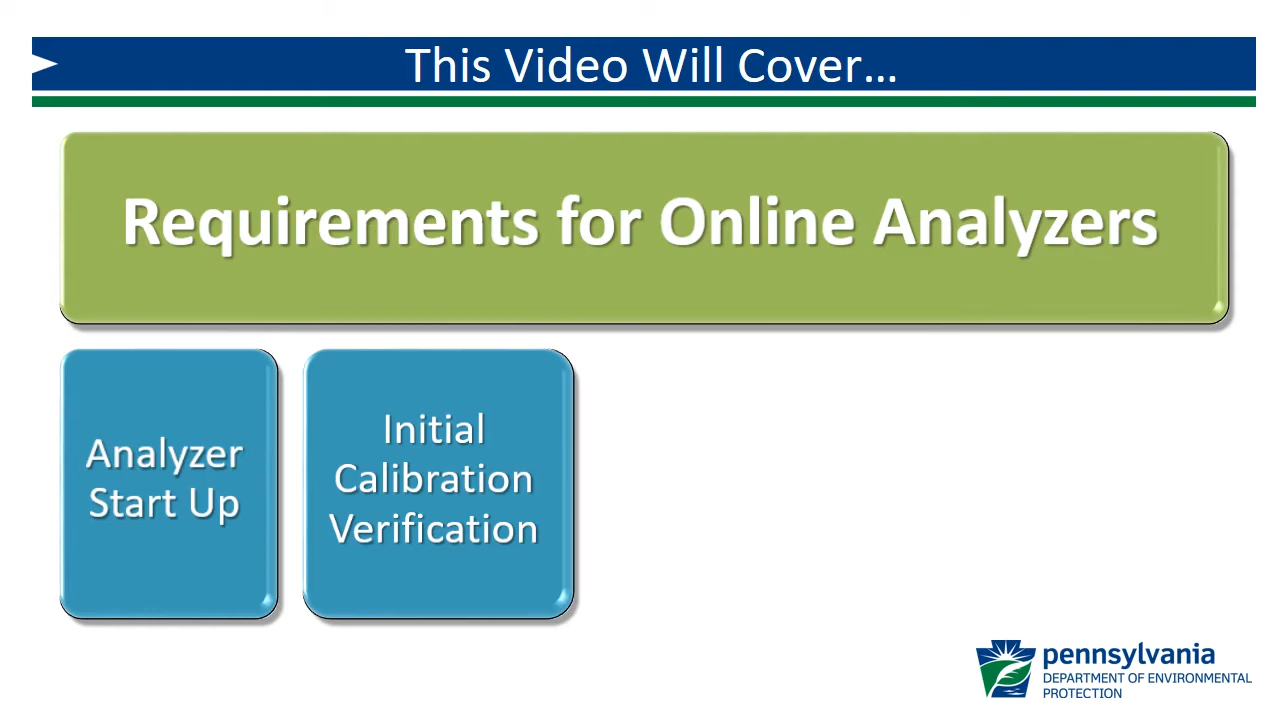 This Video Will Cover...
Requirements for Online Analyzers
Analyzer
Start Up
Initial
Calibration
Verification
pennsylvania
DEPARTMENT OF ENVIRONMENTAL
PROTECTION